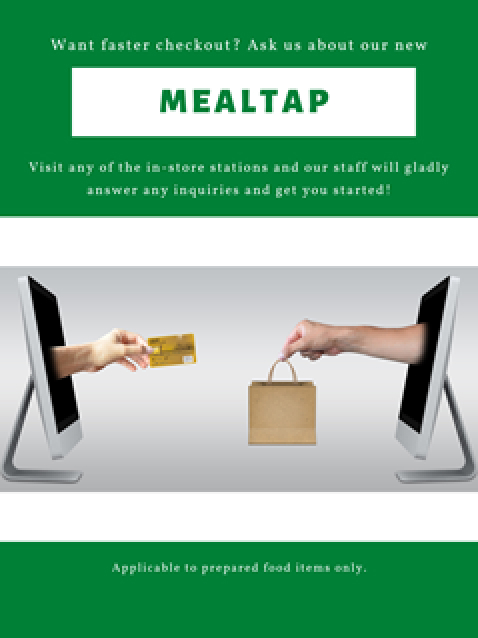 Want faster checkout? Ask us about our new
MEALTAP
Visit any of the in-store stations and our staff will gladly
answer any inquiries and get you started!
Applicable to prepared food items only.